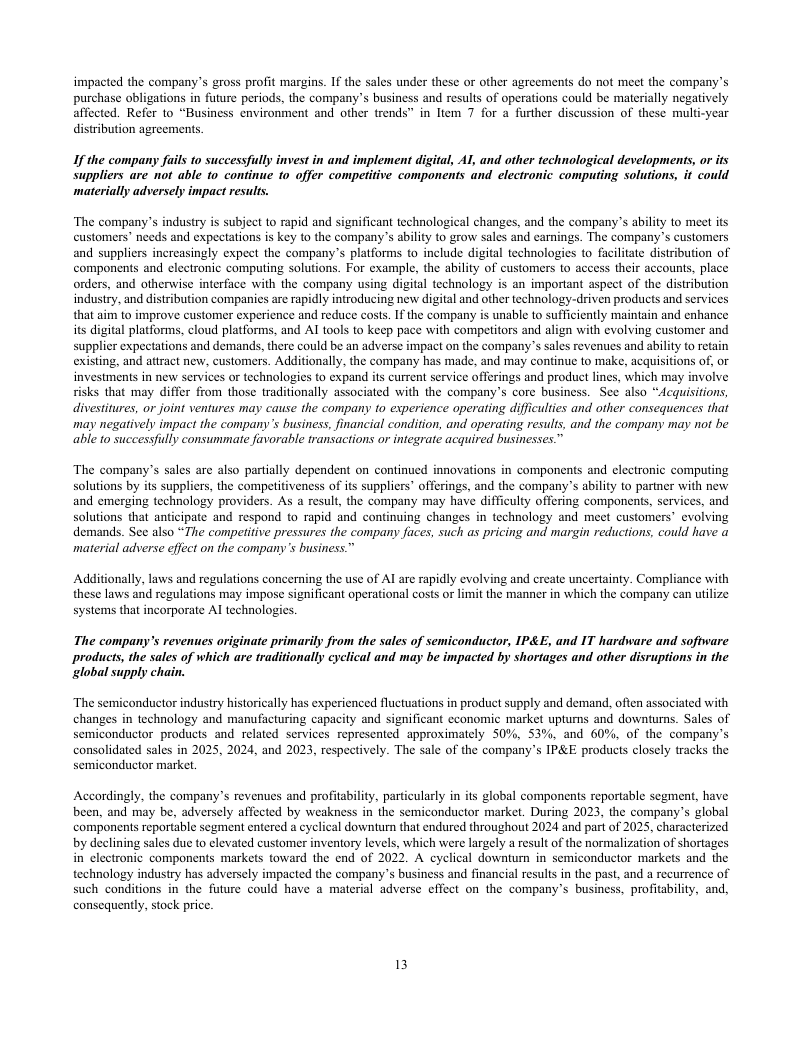 impacted the company’s gross profit margins. If the sales under these or other agreements do not meet the company’s
purchase obligations in future periods, the company’s business and results of operations could be materially negatively
affected. Refer to “Business environment and other trends” in Item 7 for a further discussion of these multi-year
distribution agreements.
If the company fails to successfully invest in and implement digital, AI, and other technological developments, or its
suppliers are not able to continue to offer competitive components and electronic computing solutions, it could
materially adversely impact results.
The company’s industry is subject to rapid and significant technological changes, and the company’s ability to meet its
customers’ needs and expectations is key to the company’s ability to grow sales and earnings. The company’s customers
and suppliers increasingly expect the company’s platforms to include digital technologies to facilitate distribution of
components and electronic computing solutions. For example, the ability of customers to access their accounts, place
orders, and otherwise interface with the company using digital technology is an important aspect of the distribution
industry, and distribution companies are rapidly introducing new digital and other technology-driven products and services
that aim to improve customer experience and reduce costs. If the company is unable to sufficiently maintain and enhance
its digital platforms, cloud platforms, and AI tools to keep pace with competitors and align with evolving customer and
supplier expectations and demands, there could be an adverse impact on the company’s sales revenues and ability to retain
existing, and attract new, customers. Additionally, the company has made, and may continue to make, acquisitions of, or
investments in new services or technologies to expand its current service offerings and product lines, which may involve
risks that may differ from those traditionally associated with the company’s core business. See also “Acquisitions,
divestitures, or joint ventures may cause the company to experience operating difficulties and other consequences that
may negatively impact the company’s business, financial condition, and operating results, and the company may not be
able to successfully consummate favorable transactions or integrate acquired businesses.”
The company’s sales are also partially dependent on continued innovations in components and electronic computing
solutions by its suppliers, the competitiveness of its suppliers’ offerings, and the company’s ability to partner with new
and emerging technology providers. As a result, the company may have difficulty offering components, services, and
solutions that anticipate and respond to rapid and continuing changes in technology and meet customers’ evolving
demands. See also “The competitive pressures the company faces, such as pricing and margin reductions, could have a
material adverse effect on the company’s business.”
Additionally, laws and regulations concerning the use of AI are rapidly evolving and create uncertainty. Compliance with
these laws and regulations may impose significant operational costs or limit the manner in which the company can utilize
systems that incorporate AI technologies.
The company’s revenues originate primarily from the sales of semiconductor, IP&E, and IT hardware and software
products, the sales of which are traditionally cyclical and may be impacted by shortages and other disruptions in the
global supply chain.
The semiconductor industry historically has experienced fluctuations in product supply and demand, often associated with
changes in technology and manufacturing capacity and significant economic market upturns and downturns. Sales of
semiconductor products and related services represented approximately 50%, 53%, and 60%, of the company’s
consolidated sales in 2025, 2024, and 2023, respectively. The sale of the company’s IP&E products closely tracks the
semiconductor market.
Accordingly, the company’s revenues and profitability, particularly in its global components reportable segment, have
been, and may be, adversely affected by weakness in the semiconductor market. During 2023, the company’s global
components reportable segment entered a cyclical downturn that endured throughout 2024 and part of 2025, characterized
by declining sales due to elevated customer inventory levels, which were largely a result of the normalization of shortages
in electronic components markets toward the end of 2022. A cyclical downturn in semiconductor markets and the
technology industry has adversely impacted the company’s business and financial results in the past, and a recurrence of
such conditions in the future could have a material adverse effect on the company’s business, profitability, and,
consequently, stock price.
13